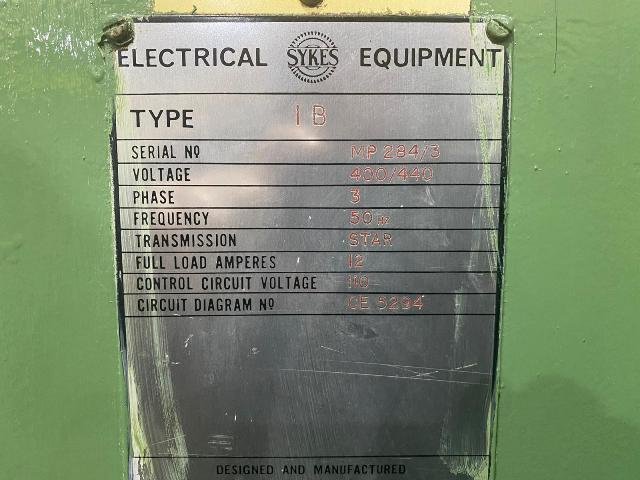 ELECTRICAL SYKES EQUIPMENT
TYPE 1B
SERIAL Nº MP 284/3
VOLTAGE 400/440
PHASE 3
FREQUENCY 50 HZ
TRANSMISSION STAR
FULL LOAD AMPERES 12
CONTROL CIRCUIT VOLTAGE 110
CIRCUIT DIAGRAM Nº CE 5294
DESIGNED AND MANUFACTURED